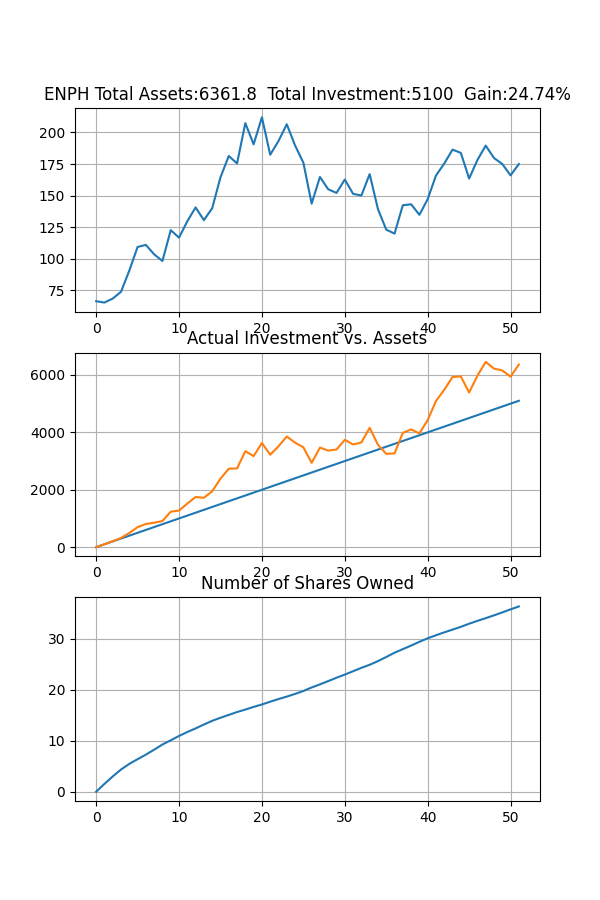 ENPH Total Assets:6361.8  Total Investment:5100  Gain:24.74%
200
175
150
125
100
75
0 10 20 30 40 50
Actual Investment vs. Assets
6000
4000
2000
0
0 10 20 30 40 50
Number of Shares Owned
30
20
10
0
0 10 20 30 40 50